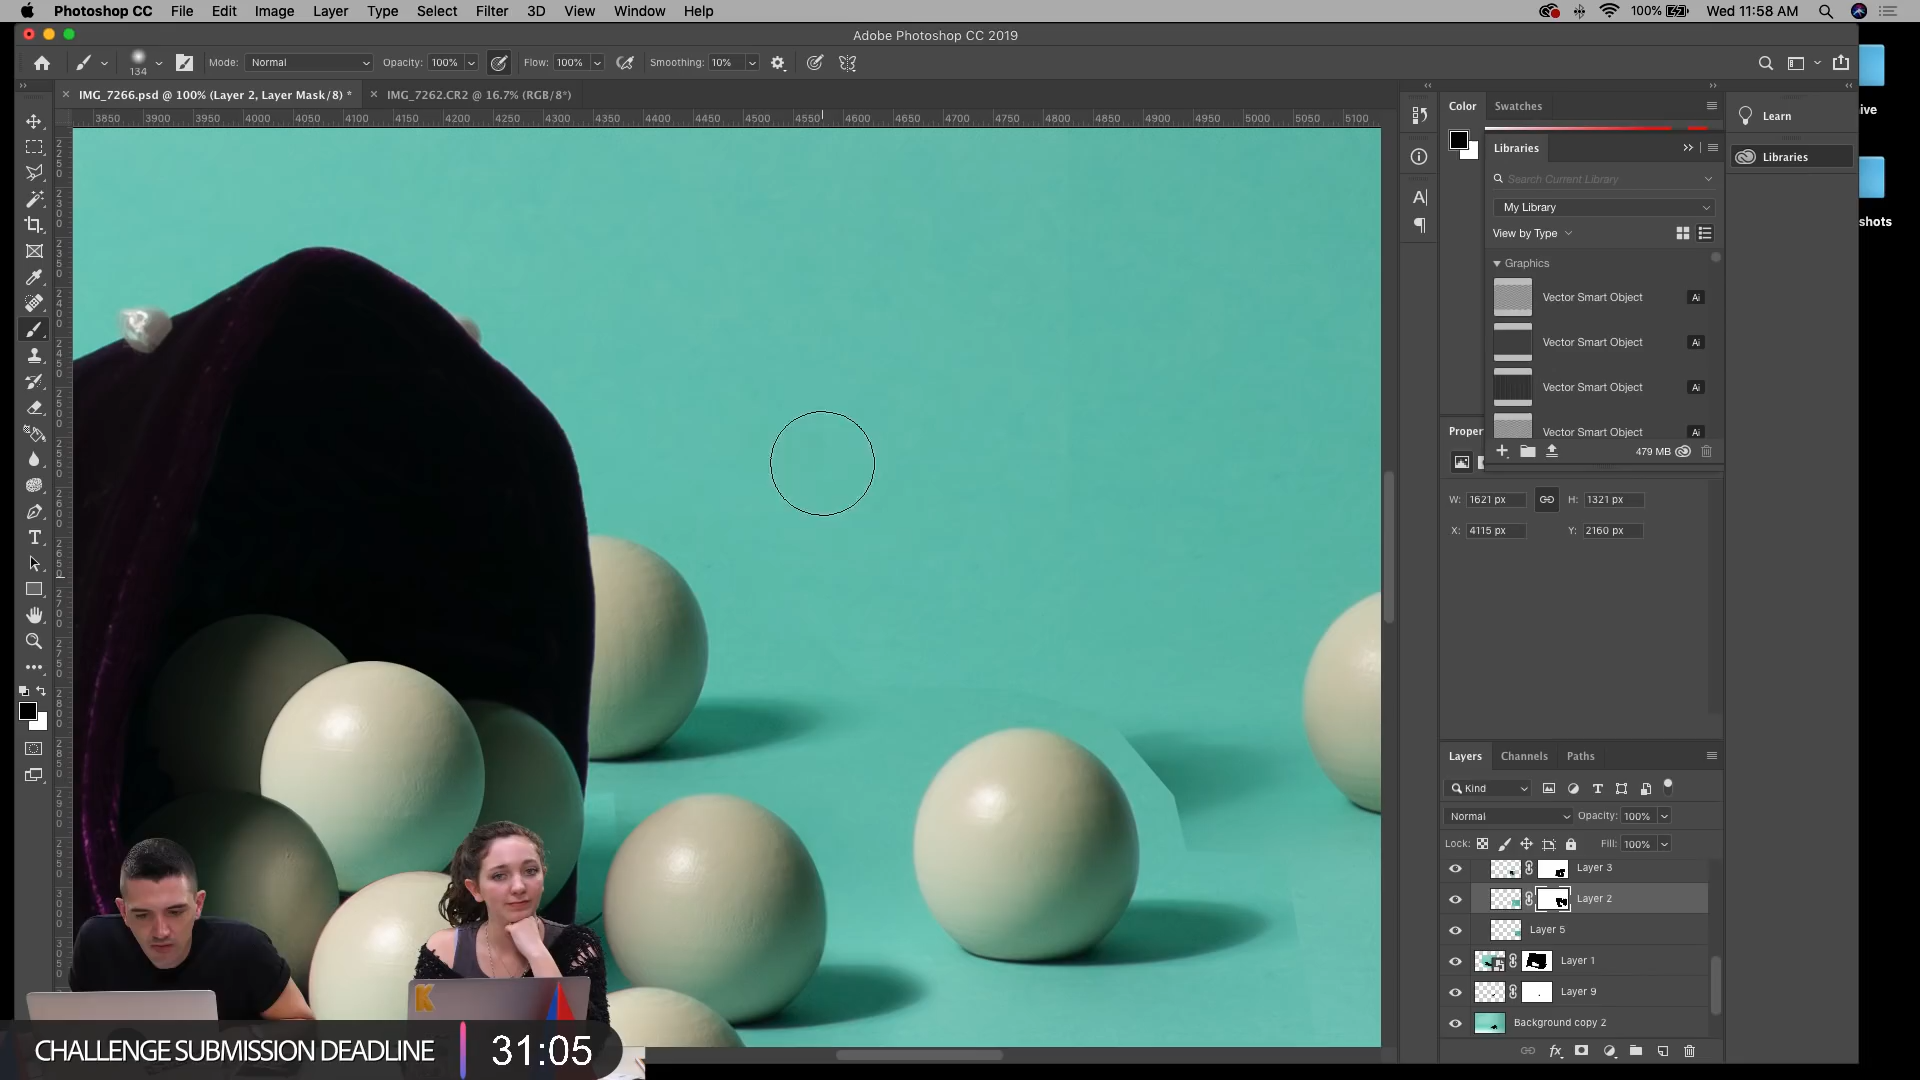 Photoshop CC File Edit Image Layer Type Select Filter 3D View Window Help 100% Wed 11:58 AM
Adobe Photoshop CC 2019
134 Mode: Normal Opacity: 100% Flow: 100% Smoothing: 10%
IMG_7266.psd @ 100% (Layer 2, Layer Mask/8) * IMG_7262.CR2 @ 16.7% (RGB/8*)
3850 3900 3950 4000 4050 4100 4150 4200 4250 4300 4350 4400 4450 4500 4550 4600 4650 4700 4750 4800 4850 4900 4950 5000 5050 5100
Color Swatches
Learn
ive
Libraries
Libraries
Search Current Library
My Library
shots
View by Type
Graphics
Vector Smart Object Ai
Vector Smart Object Ai
Vector Smart Object Ai
Vector Smart Object Ai
Proper
479 MB
W: 1621 px H: 1321 px
X: 4115 px Y: 2160 px
Layers Channels Paths
Kind
Normal Opacity: 100%
Lock: Fill: 100%
Layer 3
Layer 2
Layer 5
Layer 1
Layer 9
Background copy 2
fx
K
CHALLENGE SUBMISSION DEADLINE 31:05